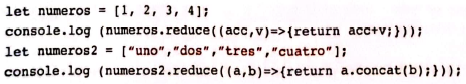 let numeros = [1, 2, 3, 4];
console.log (numeros.reduce((acc,v)=>{return acc+v;}));
let numeros2 = ["uno","dos","tres","cuatro"];
console.log (numeros2.reduce((a,b)=>{return a.concat(b);}));